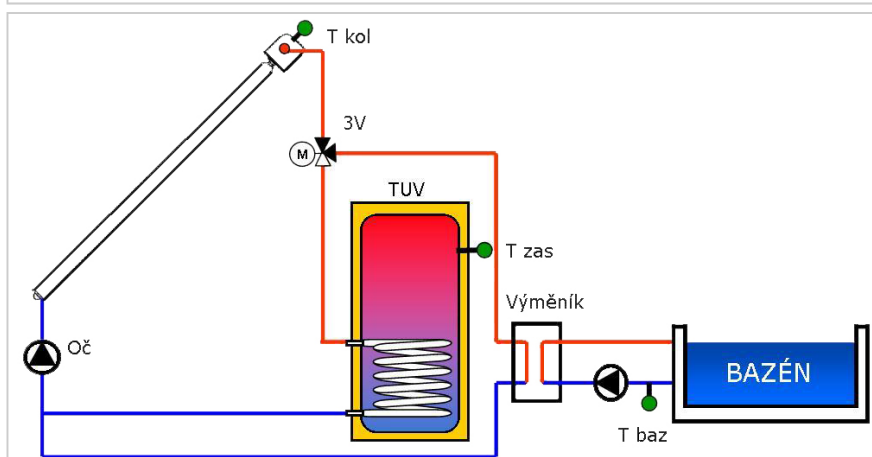 T kol
3V
M
TUV
T zas
Výměník
Oč
BAZÉN
T baz